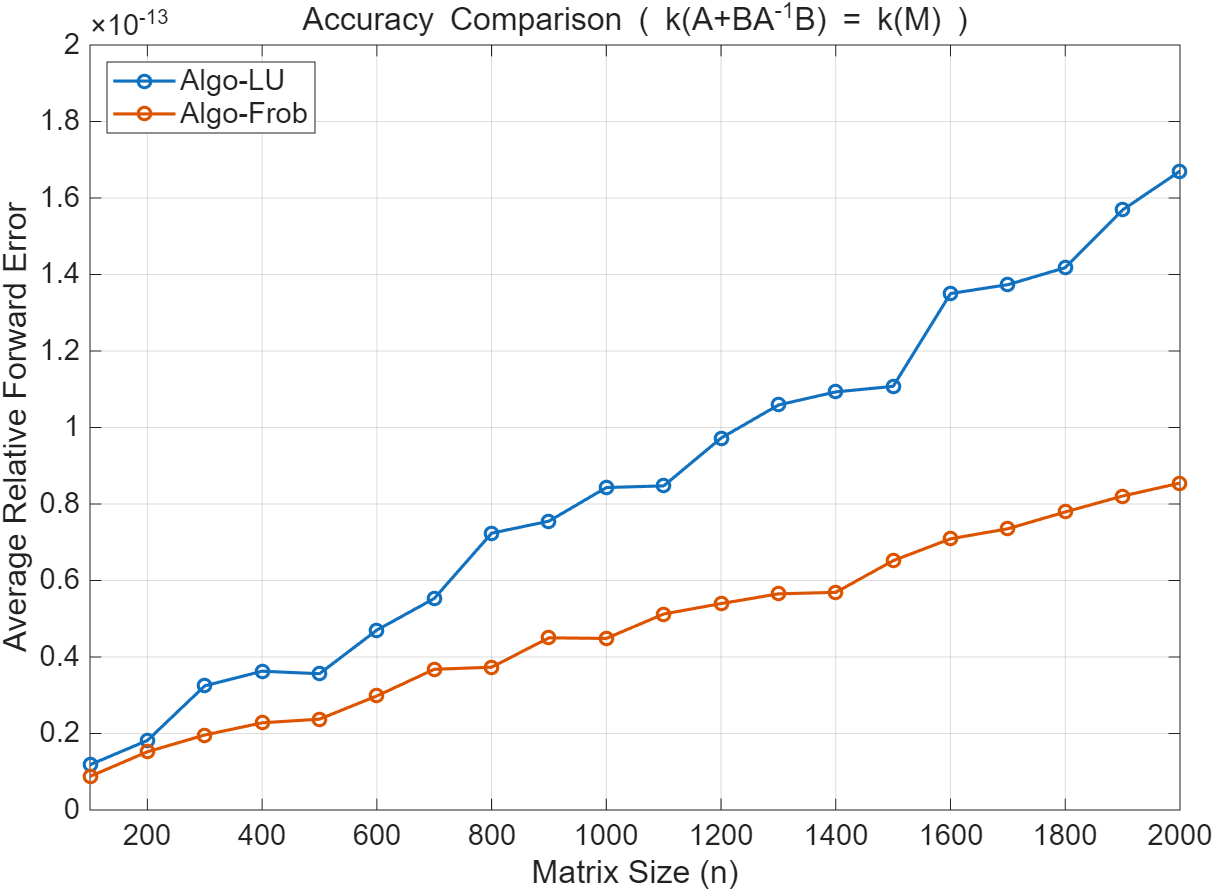 Accuracy Comparison ( k(A+BA⁻¹B) = k(M) )
×10⁻¹³
2
1.8
1.6
1.4
1.2
1
0.8
0.6
0.4
0.2
0
Average Relative Forward Error
Algo-LU
Algo-Frob
200 400 600 800 1000 1200 1400 1600 1800 2000
Matrix Size (n)